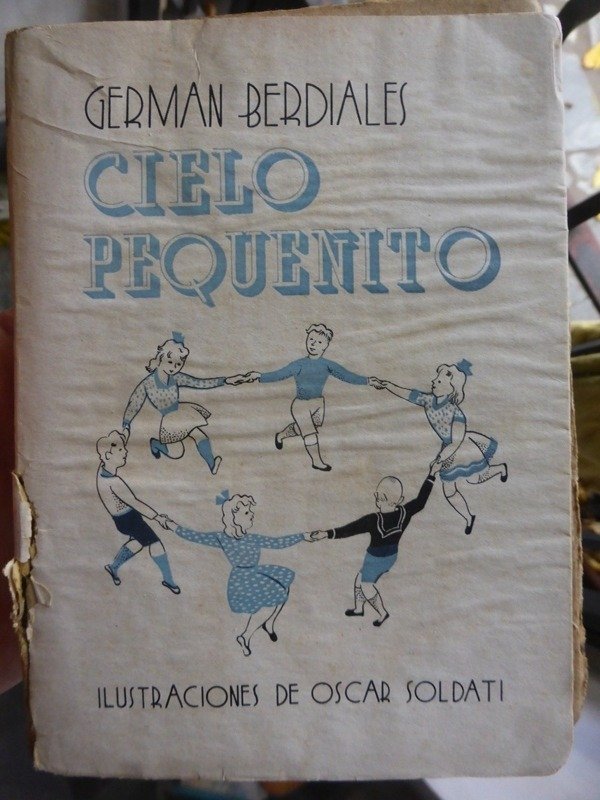 GERMAN BERDIALES
CIELO
PEQUENITO
ILUSTRACIONES DE OSCAR SOLDATI